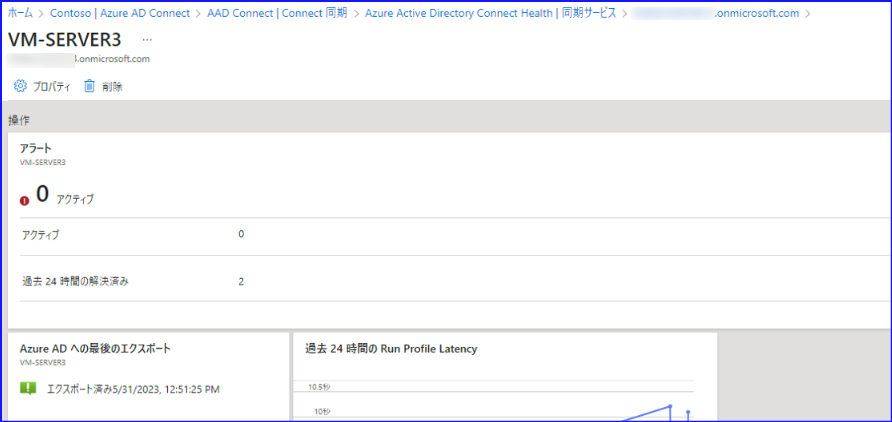 ホーム > Contoso | Azure AD Connect > AAD Connect | Connect 同期 > Azure Active Directory Connect Health | 同期サービス > .onmicrosoft.com >
VM-SERVER3 ...
.onmicrosoft.com
プロパティ 削除
操作
アラート
VM-SERVER3
0 アクティブ
アクティブ 0
過去 24 時間の解決済み 2
Azure AD への最後のエクスポート
VM-SERVER3
エクスポート済み5/31/2023, 12:51:25 PM
過去 24 時間の Run Profile Latency
10.5秒
10秒